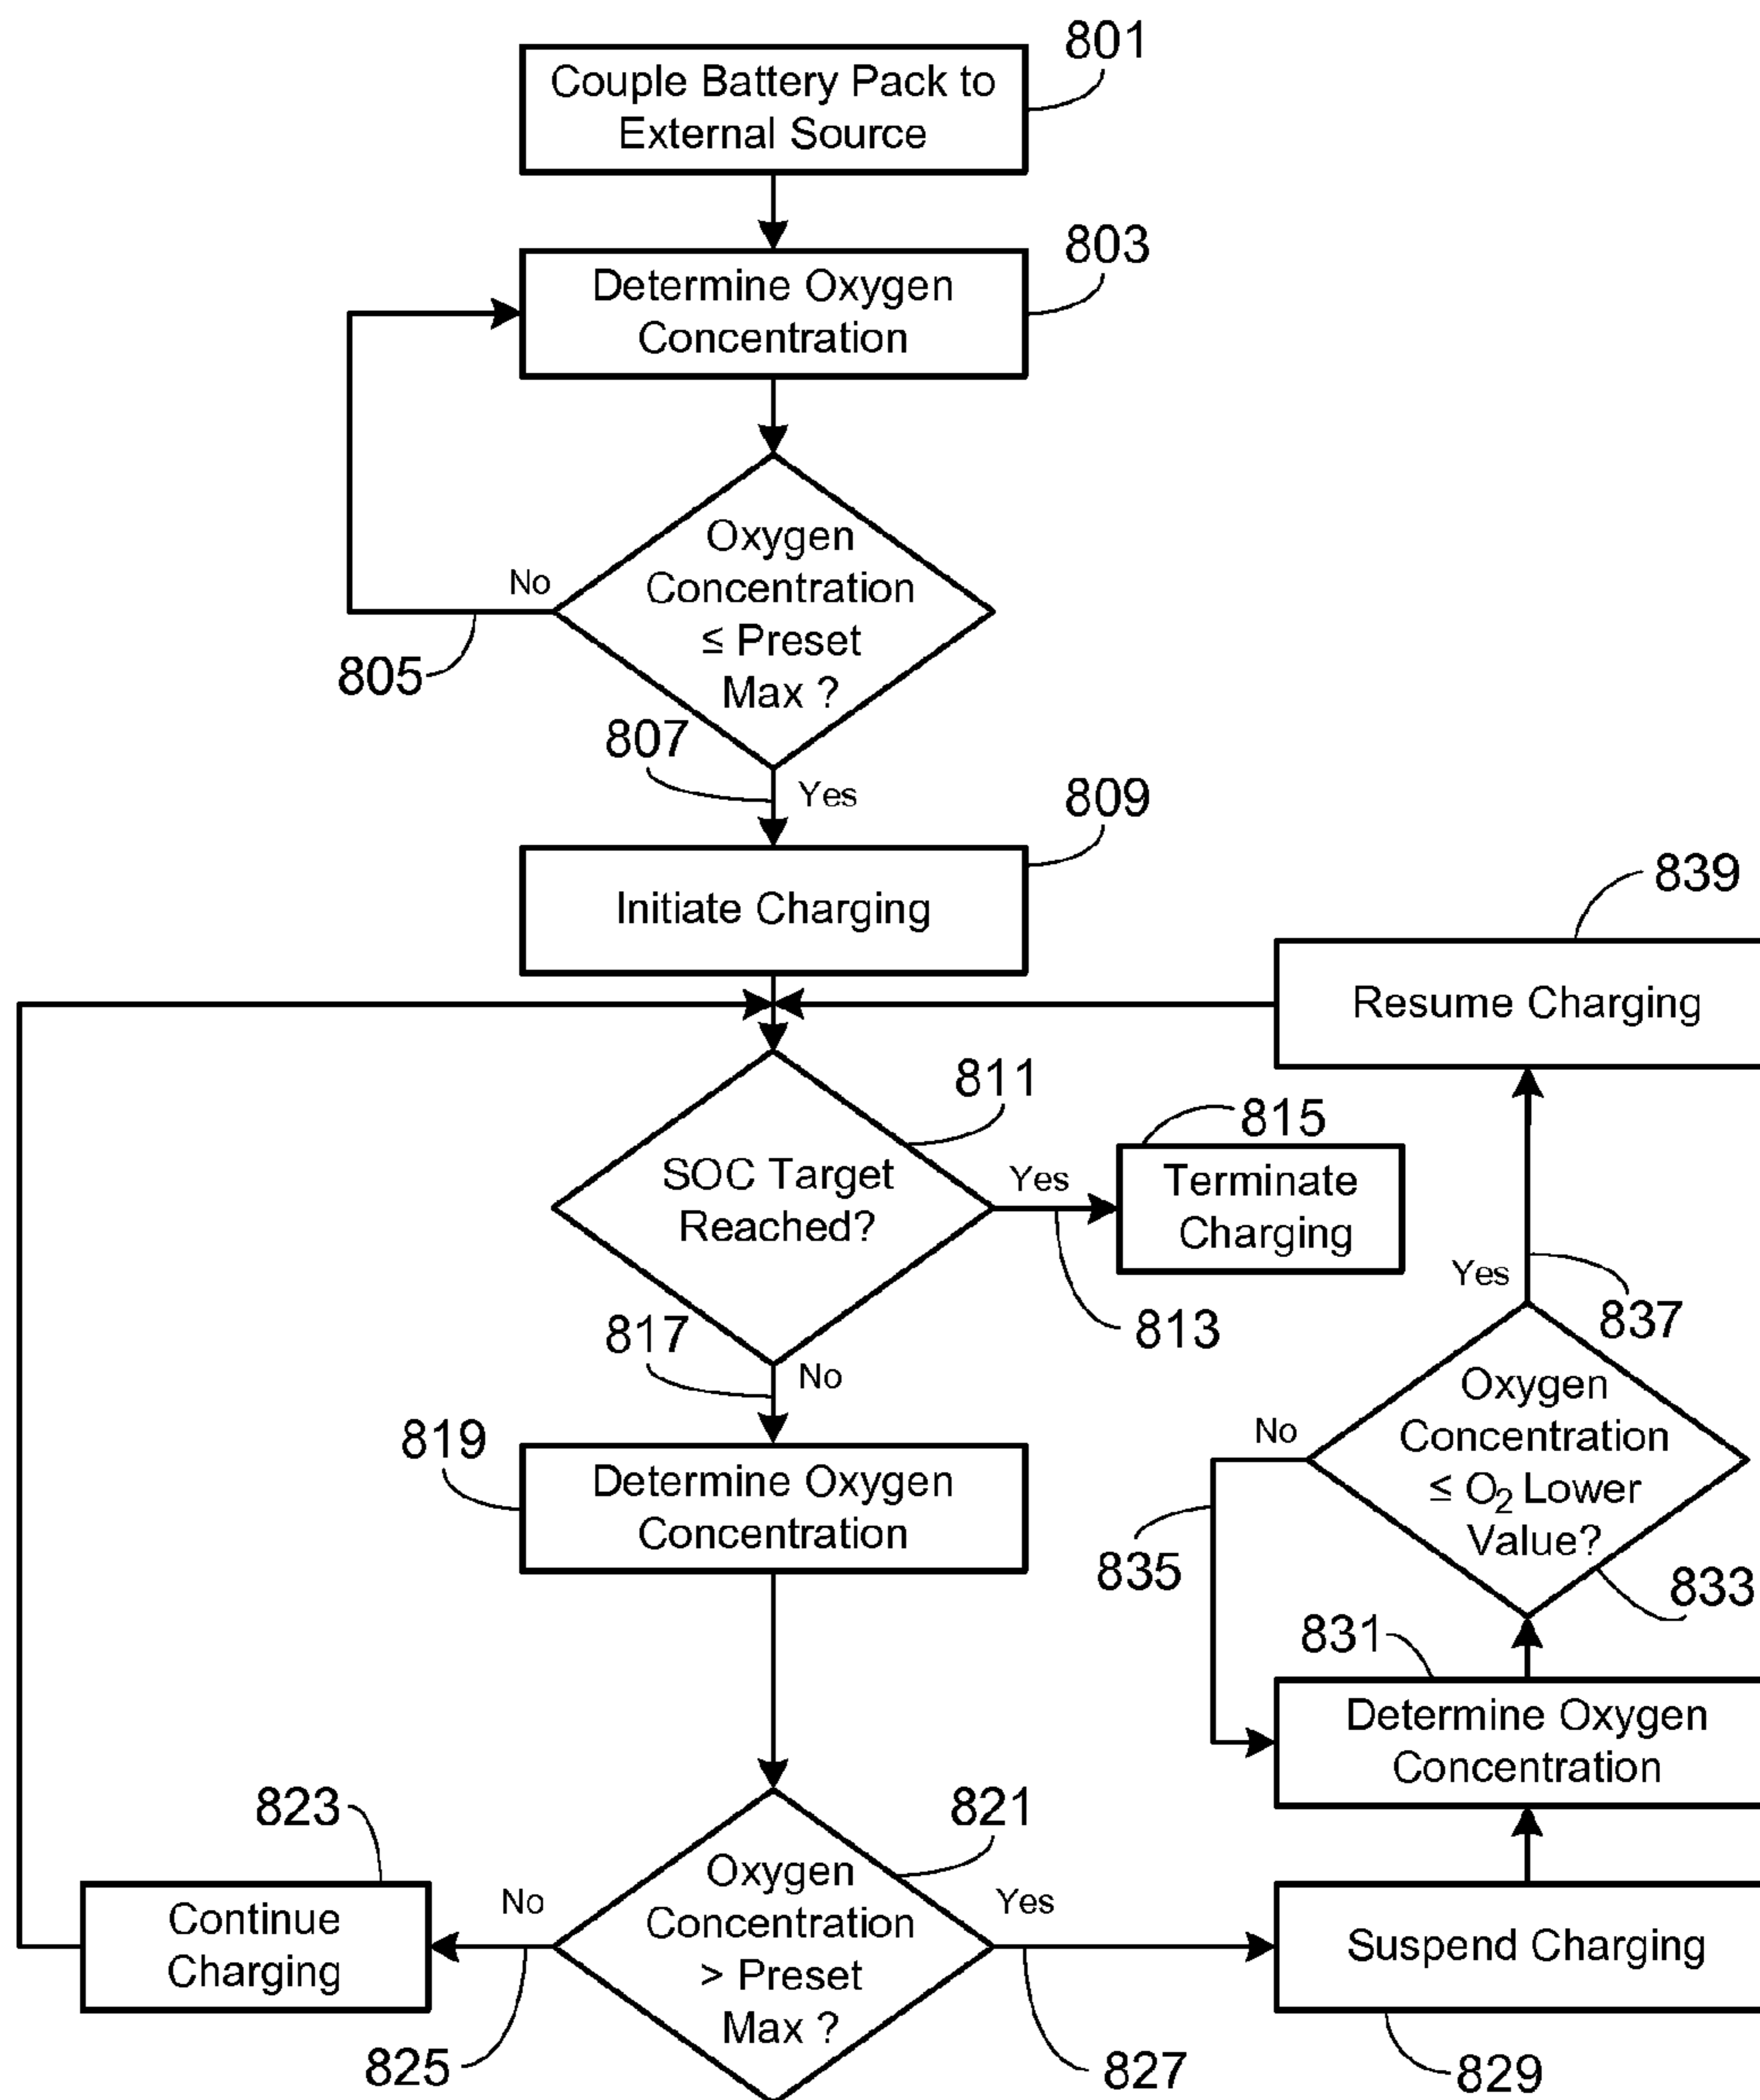 801
Couple Battery Pack to
External Source
803
Determine Oxygen
Concentration
Oxygen
Concentration
≤ Preset
Max ?
No
805
807
Yes
809
Initiate Charging
839
Resume Charging
811
SOC Target
Reached?
Yes
815
Terminate
Charging
813
817
No
837
Yes
Oxygen
Concentration
≤ O₂ Lower
Value?
No
835
833
819
Determine Oxygen
Concentration
831
Determine Oxygen
Concentration
823
Continue
Charging
No
825
821
Oxygen
Concentration
> Preset
Max ?
Yes
827
Suspend Charging
829